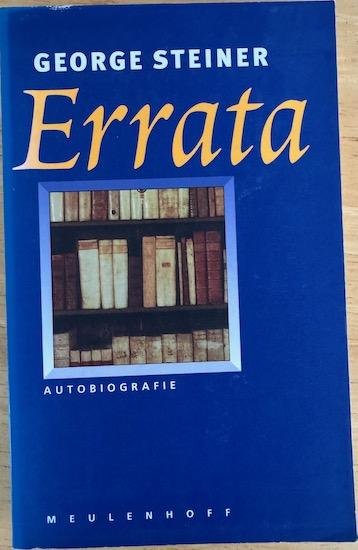 GEORGE STEINER
Errata
AUTOBIOGRAFIE
MEULENHOFF